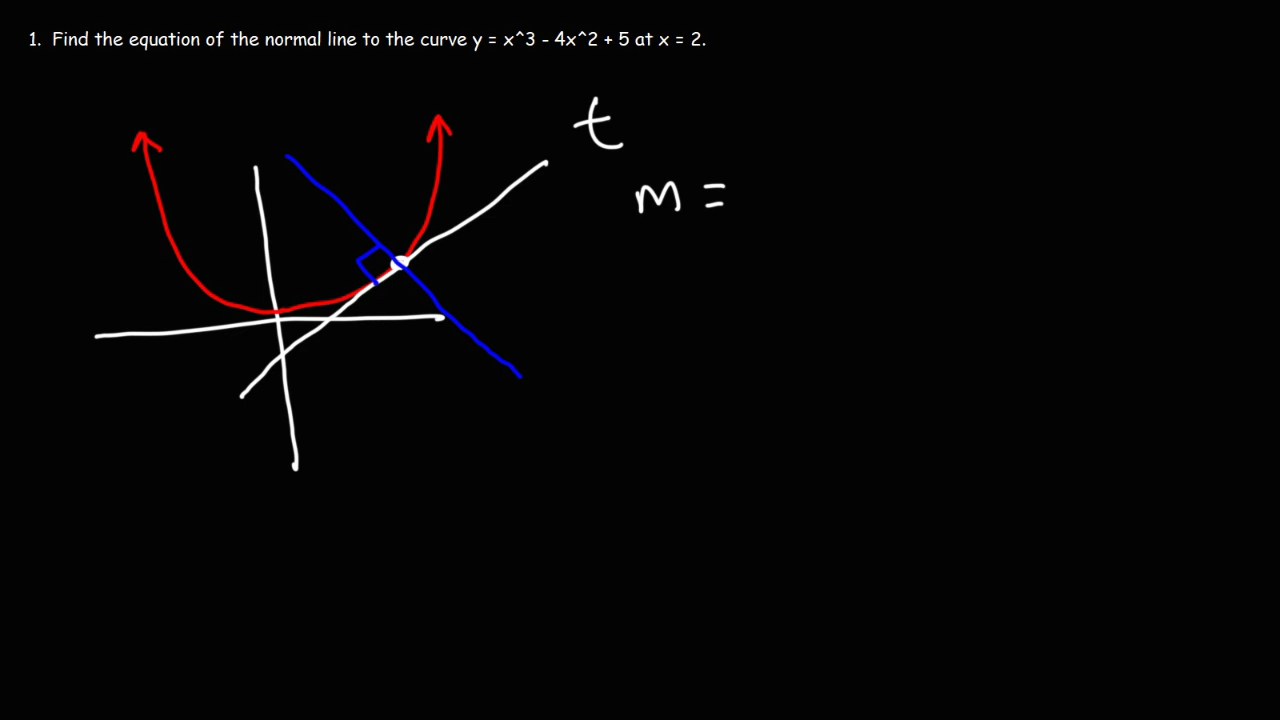 1. Find the equation of the normal line to the curve y = x^3 - 4x^2 + 5 at x = 2.
t
m =